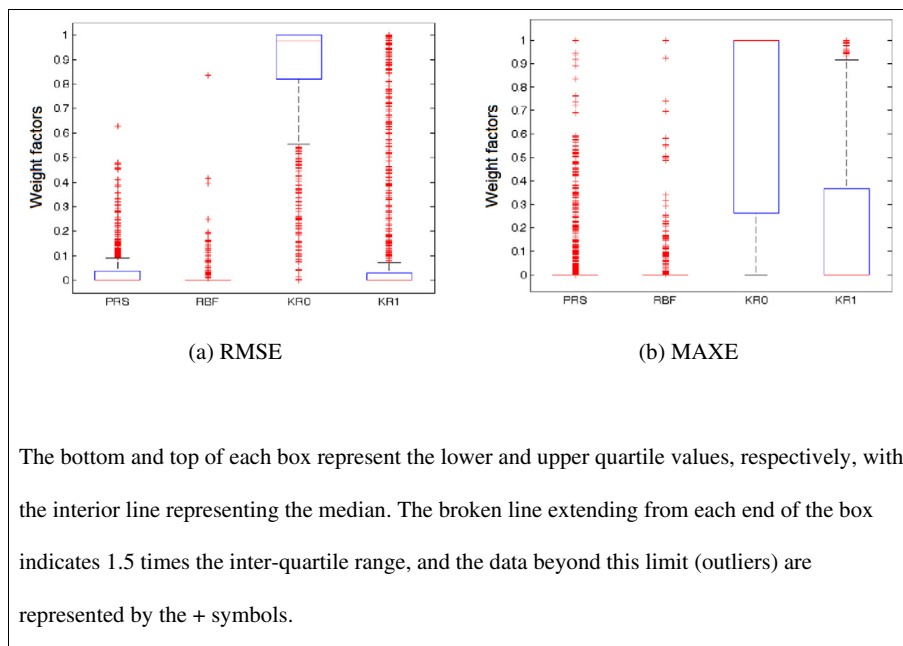 Weight factors
1
0.9
0.8
0.7
0.6
0.5
0.4
0.3
0.2
0.1
0
PRS RBF KR0 KR1
(a) RMSE
Weight factors
1
0.9
0.8
0.7
0.6
0.5
0.4
0.3
0.2
0.1
0
PRS RBF KR0 KR1
(b) MAXE
The bottom and top of each box represent the lower and upper quartile values, respectively, with
the interior line representing the median. The broken line extending from each end of the box
indicates 1.5 times the inter-quartile range, and the data beyond this limit (outliers) are
represented by the + symbols.